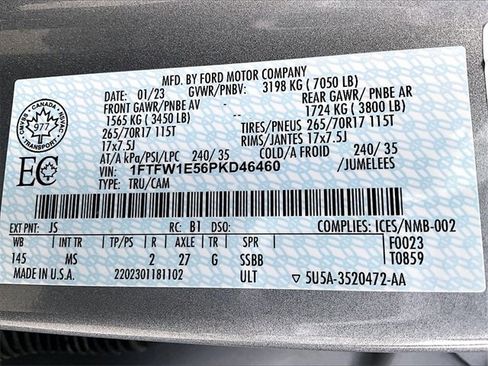 MFD. BY FORD MOTOR COMPANY
DATE: 01/23 GVWR/PNBV: 3198 KG ( 7050 LB)
FRONT GAWR/PNBE AV REAR GAWR/ PNBE AR
1565 KG ( 3450 LB) 1724 KG ( 3800 LB)
265/70R17 115T TIRES/PNEUS 265/70R17 115T
17x7.5J RIMS/JANTES 17x7.5J
AT/A kPa/PSI/LPC 240/ 35 COLD/A FROID 240/ 35
VIN: 1FTFW1E56PKD46460 /JUMELEES
TYPE: TRU/CAM
CANADA
977
TRANSPORT
EC
EXT PNT: JS RC: B1 DSO: COMPLIES: ICES/NMB-002
WB INT TR TP/PS R AXLE TR SPR F0023
145 MS 2 27 G SSBB T0859
MADE IN U.S.A. 2202301181102 ULT ▽ 5U5A-3520472-AA